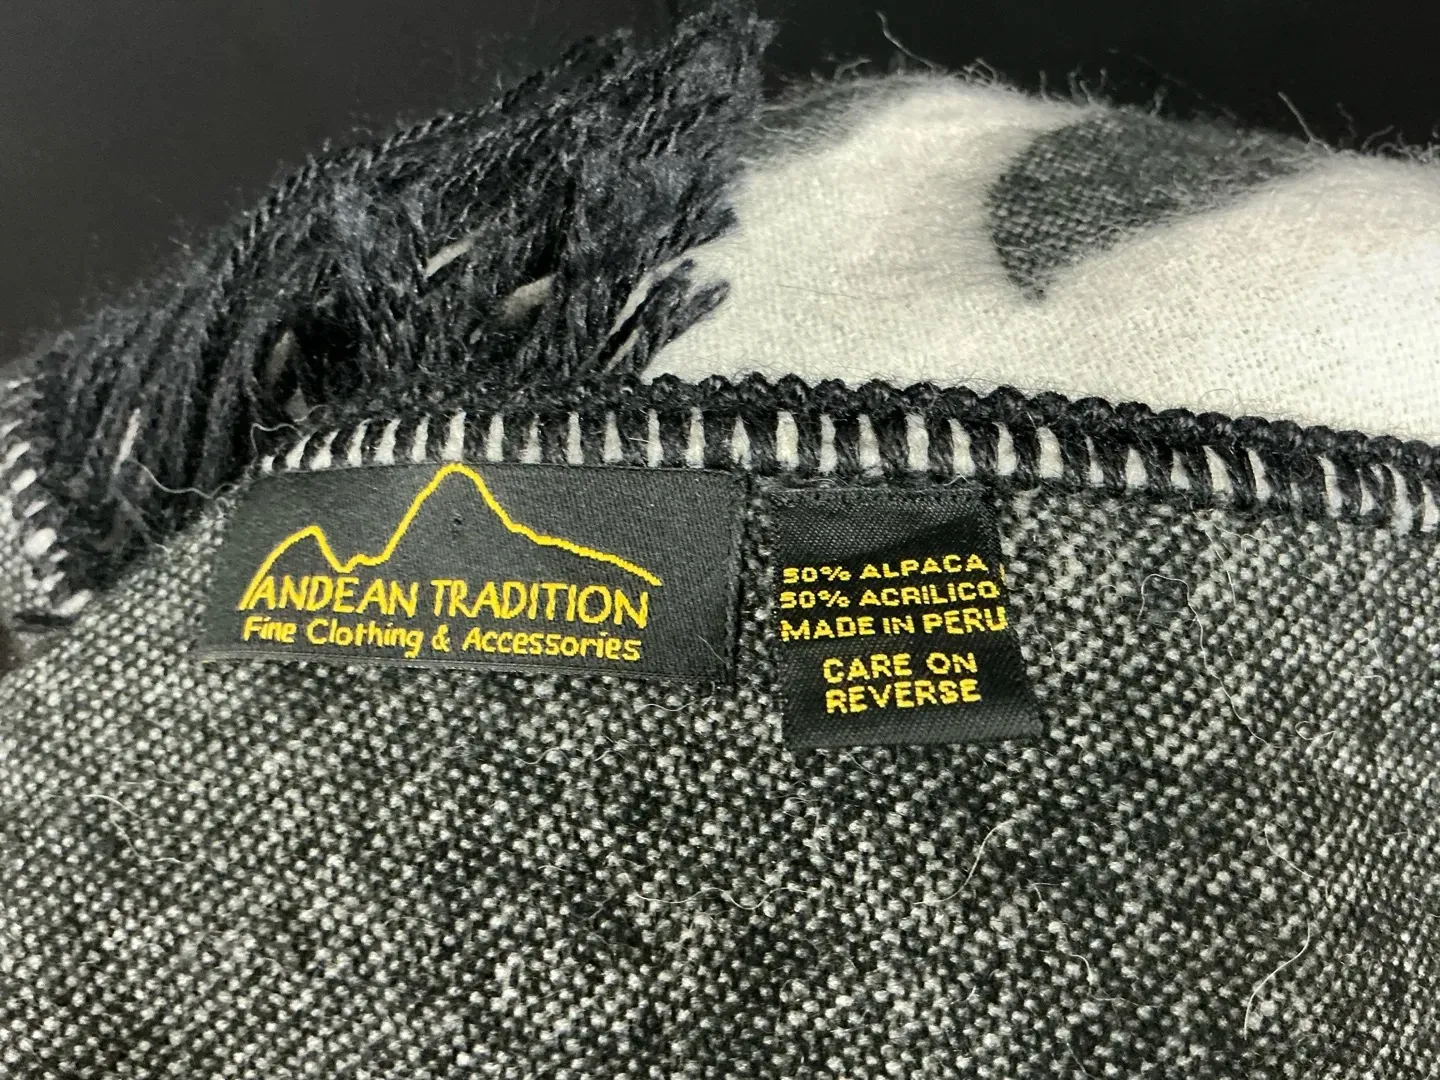 ANDEAN TRADITION
Fine Clothing & Accessories
50% ALPACA
50% ACRILICO
MADE IN PERU
CARE ON
REVERSE